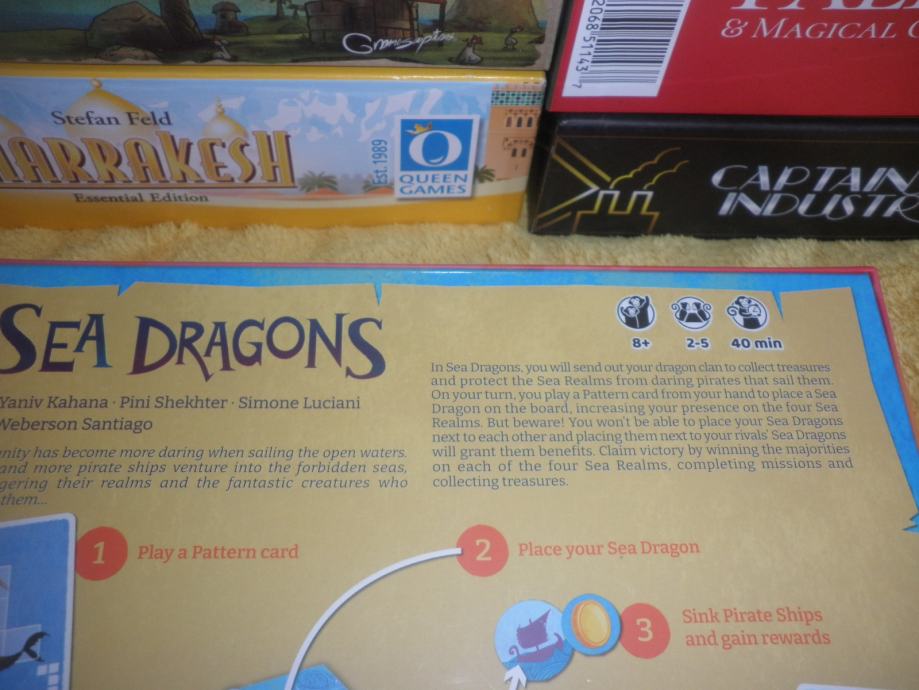 2068 51143 7
& MAGICAL
Stefan Feld
MARRAKESH
Essential Edition
Est. 1989
QUEEN
GAMES
CAPTAIN
INDUSTR
SEA DRAGONS
8+ 2-5 40 min
Yaniv Kahana · Pini Shekhter · Simone Luciani
Weberson Santiago
nity has become more daring when sailing the open waters.
and more pirate ships venture into the forbidden seas,
gering their realms and the fantastic creatures who
them...
In Sea Dragons, you will send out your dragon clan to collect treasures
and protect the Sea Realms from daring pirates that sail them.
On your turn, you play a Pattern card from your hand to place a Sea
Dragon on the board, increasing your presence on the four Sea
Realms. But beware! You won't be able to place your Sea Dragons
next to each other and placing them next to your rivals' Sea Dragons
will grant them benefits. Claim victory by winning the majorities
on each of the four Sea Realms, completing missions and
collecting treasures.
1 Play a Pattern card
2 Place your Sea Dragon
3 Sink Pirate Ships
and gain rewards